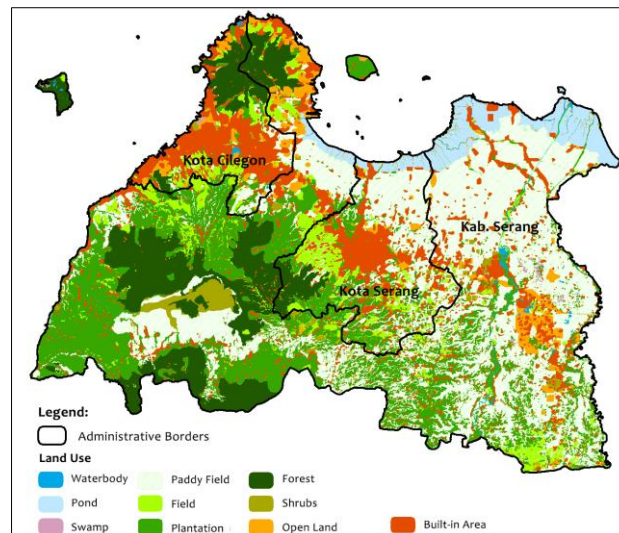 Kota Cilegon
Kab. Serang
Kota Serang
Legend:
Administrative Borders
Land Use
Waterbody
Paddy Field
Forest
Pond
Field
Shrubs
Swamp
Plantation
Open Land
Built-in Area